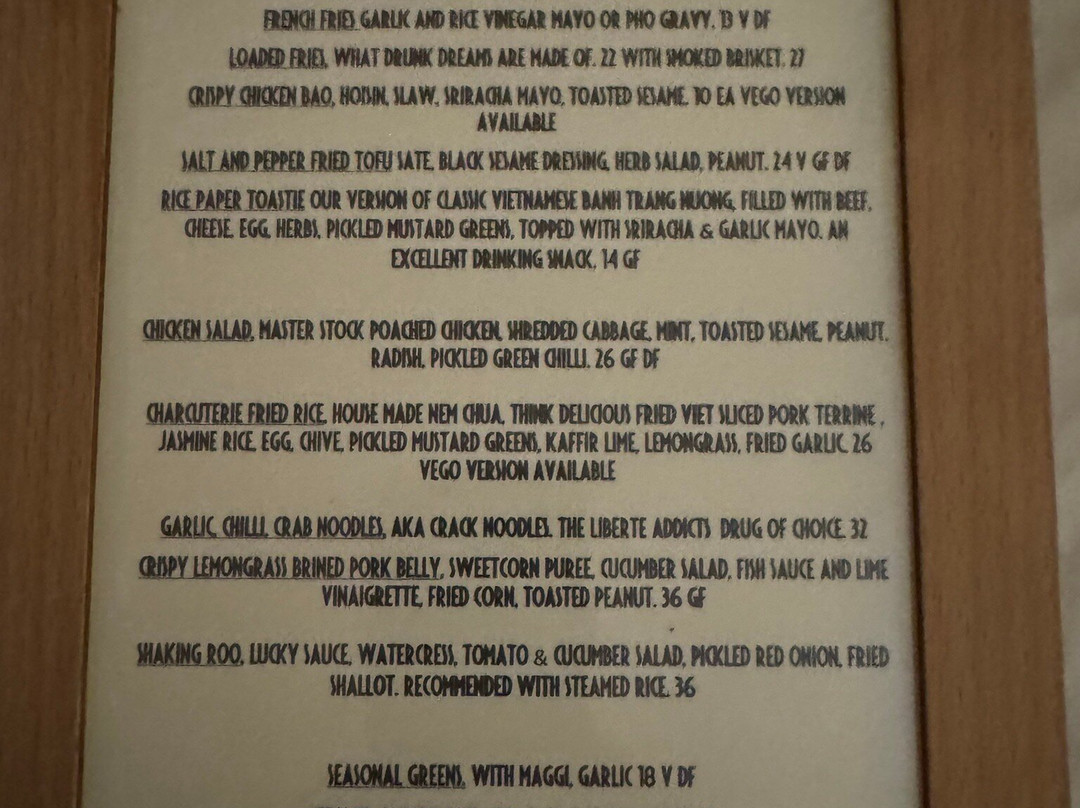 FRENCH FRIES GARLIC AND RICE VINEGAR MAYO OR PHO GRAVY. 13 V DF
LOADED FRIES, WHAT DRUNK DREAMS ARE MADE OF. 22 WITH SMOKED BRISKET. 27
CRISPY CHICKEN BAO, HOISIN, SLAW, SRIRACHA MAYO, TOASTED SESAME. 10 EA VEGO VERSION
AVAILABLE
SALT AND PEPPER FRIED TOFU SATE, BLACK SESAME DRESSING, HERB SALAD, PEANUT. 24 V GF DF
RICE PAPER TOASTIE OUR VERSION OF CLASSIC VIETNAMESE BANH TRANG NUONG, FILLED WITH BEEF,
CHEESE, EGG, HERBS, PICKLED MUSTARD GREENS, TOPPED WITH SRIRACHA & GARLIC MAYO. AN
EXCELLENT DRINKING SNACK. 14 GF
CHICKEN SALAD, MASTER STOCK POACHED CHICKEN, SHREDDED CABBAGE, MINT, TOASTED SESAME, PEANUT.
RADISH, PICKLED GREEN CHILLI. 26 GF DF
CHARCUTERIE FRIED RICE, HOUSE MADE NEM CHUA, THINK DELICIOUS FRIED VIET SLICED PORK TERRINE ,
JASMINE RICE, EGG, CHIVE, PICKLED MUSTARD GREENS, KAFFIR LIME, LEMONGRASS, FRIED GARLIC. 26
VEGO VERSION AVAILABLE
GARLIC, CHILLI, CRAB NOODLES, AKA CRACK NOODLES. THE LIBERTE ADDICTS DRUG OF CHOICE. 32
CRISPY LEMONGRASS BRINED PORK BELLY, SWEETCORN PUREE, CUCUMBER SALAD, FISH SAUCE AND LIME
VINAIGRETTE, FRIED CORN, TOASTED PEANUT. 36 GF
SHAKING ROO, LUCKY SAUCE, WATERCRESS, TOMATO & CUCUMBER SALAD, PICKLED RED ONION, FRIED
SHALLOT. RECOMMENDED WITH STEAMED RICE. 36
SEASONAL GREENS, WITH MAGGI, GARLIC 18 V DF